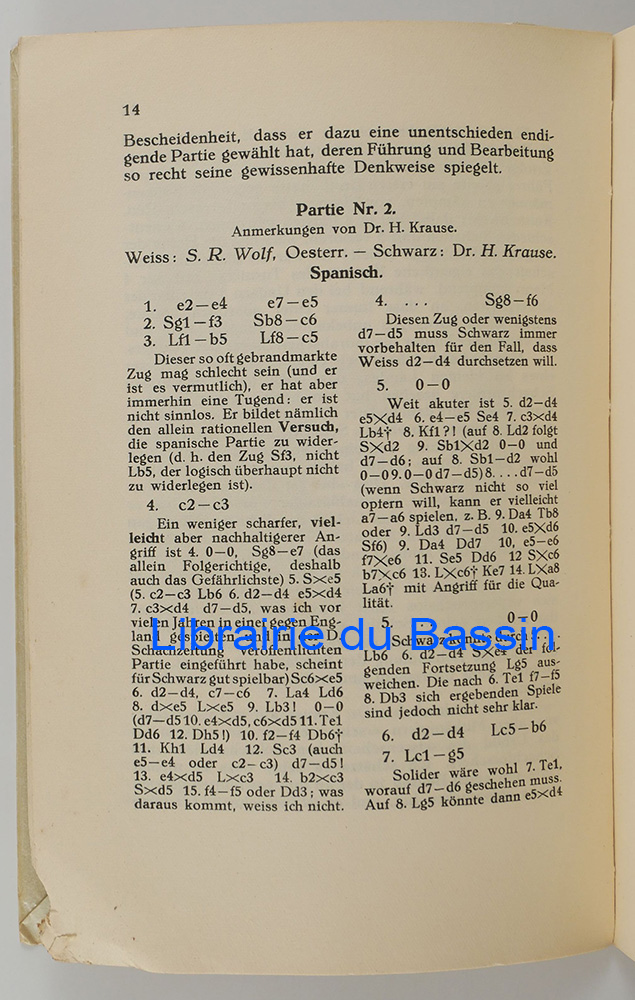 14
Bescheidenheit, dass er dazu eine unentschieden endi-
gende Partie gewählt hat, deren Führung und Bearbeitung
so recht seine gewissenhafte Denkweise spiegelt.
Partie Nr. 2.
Anmerkungen von Dr. H. Krause.
Weiss: S. R. Wolf, Oesterr. — Schwarz: Dr. H. Krause.
Spanisch.
1. e2—e4 e7—e5
2. Sg1—f3 Sb8—c6
3. Lf1—b5 Lf8—c5
Dieser so oft gebrandmarkte
Zug mag schlecht sein (und er
ist es vermutlich), er hat aber
immerhin eine Tugend: er ist
nicht sinnlos. Er bildet nämlich
den allein rationellen Versuch,
die spanische Partie zu wider-
legen (d. h. den Zug Sf3, nicht
Lb5, der logisch überhaupt nicht
zu widerlegen ist).
4. c2—c3
Ein weniger scharfer, viel-
leicht aber nachhaltigerer An-
griff ist 4. 0—0, Sg8—e7 (das
allein Folgerichtige, deshalb
auch das Gefährlichste) 5. S×e5
(5. c2—c3 Lb6 6. d2—d4 e5×d4
7. c3×d4 d7—d5, was ich vor
vielen Jahren in einer gegen Eng-
land gespielten und in der D.
Schachzeitung veröffentlichten
Partie eingeführt habe, scheint
für Schwarz gut spielbar) Sc6×e5
6. d2—d4, c7—c6 7. La4 Ld6
8. d×e5 L×e5 9. Lb3! 0—0
(d7—d5 10. e4×d5, c6×d5 11. Te1
Dd6 12. Dh5!) 10. f2—f4 Db6†
11. Kh1 Ld4 12. Sc3 (auch
e5—e4 oder c2—c3) d7—d5!
13. e4×d5 L×c3 14. b2×c3
S×d5 15. f4—f5 oder Dd3; was
daraus kommt, weiss ich nicht.
4. . . . Sg8—f6
Diesen Zug oder wenigstens
d7—d5 muss Schwarz immer
vorbehalten für den Fall, dass
Weiss d2—d4 durchsetzen will.
5. 0—0
Weit akuter ist 5. d2—d4
e5×d4 6. e4—e5 Se4 7. c3×d4
Lb4† 8. Kf1?! (auf 8. Ld2 folgt
S×d2 9. Sb1×d2 0—0 und
d7—d6; auf 8. Sb1—d2 wohl
0—0 9. 0—0 d7—d5) 8. . . . d7—d5
(wenn Schwarz nicht so viel
optern will, kann er vielleicht
a7—a6 spielen, z. B. 9. Da4 Tb8
oder 9. Ld3 d7—d5 10. e5×d6
Sf6) 9. Da4 Dd7 10, e5—e6
f7×e6 11. Se5 Dd6 12 S×c6
b7×c6 13. L×c6† Ke7 14. L×a8
La6† mit Angriff für die Qua-
lität.
5. 0—0
Schwarz konnte durch 5. . . .
Lb6 6. d2—d4 S×e4 der fol-
genden Fortsetzung Lg5 aus-
weichen. Die nach 6. Te1 f7—f5
8. Db3 sich ergebenden Spiele
sind jedoch nicht sehr klar.
6. d2—d4 Lc5—b6
7. Lc1—g5
Solider wäre wohl 7. Te1,
worauf d7—d6 geschehen muss.
Auf 8. Lg5 könnte dann e5×d4
Librairie du Bassin